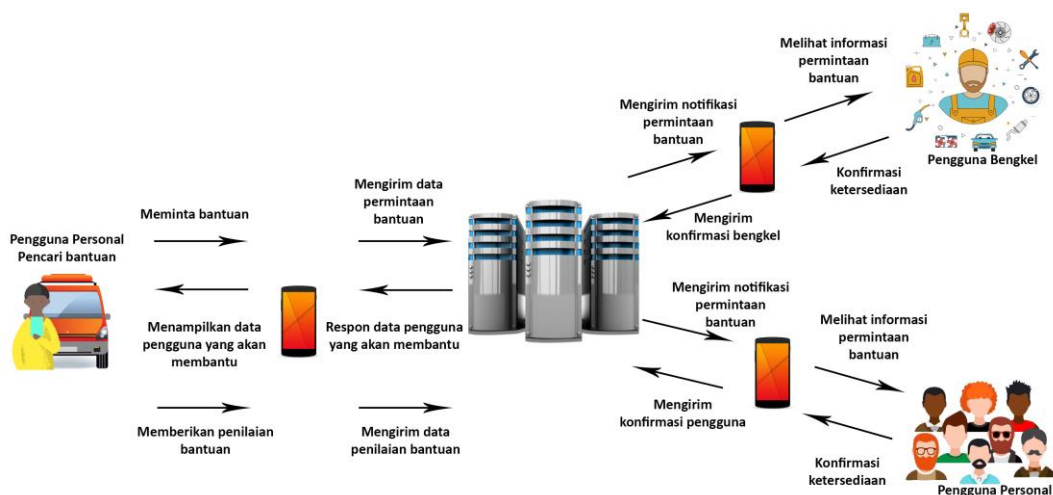 Pengguna Personal
Pencari bantuan
Meminta bantuan
Menampilkan data
pengguna yang akan
membantu
Memberikan penilaian
bantuan
Mengirim data
permintaan
bantuan
Respon data pengguna
yang akan membantu
Mengirim data
penilaian bantuan
Mengirim notifikasi
permintaan
bantuan
Mengirim
konfirmasi bengkel
Melihat informasi
permintaan
bantuan
Konfirmasi
ketersediaan
Pengguna Bengkel
Mengirim notifikasi
permintaan
bantuan
Mengirim
konfirmasi pengguna
Melihat informasi
permintaan
bantuan
Konfirmasi
ketersediaan
Pengguna Personal